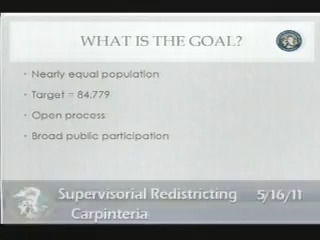 WHAT IS THE GOAL?
Nearly equal population
Target = 84,779
Open process
Broad public participation
Supervisorial Redistricting 5/16/11
Carpinteria